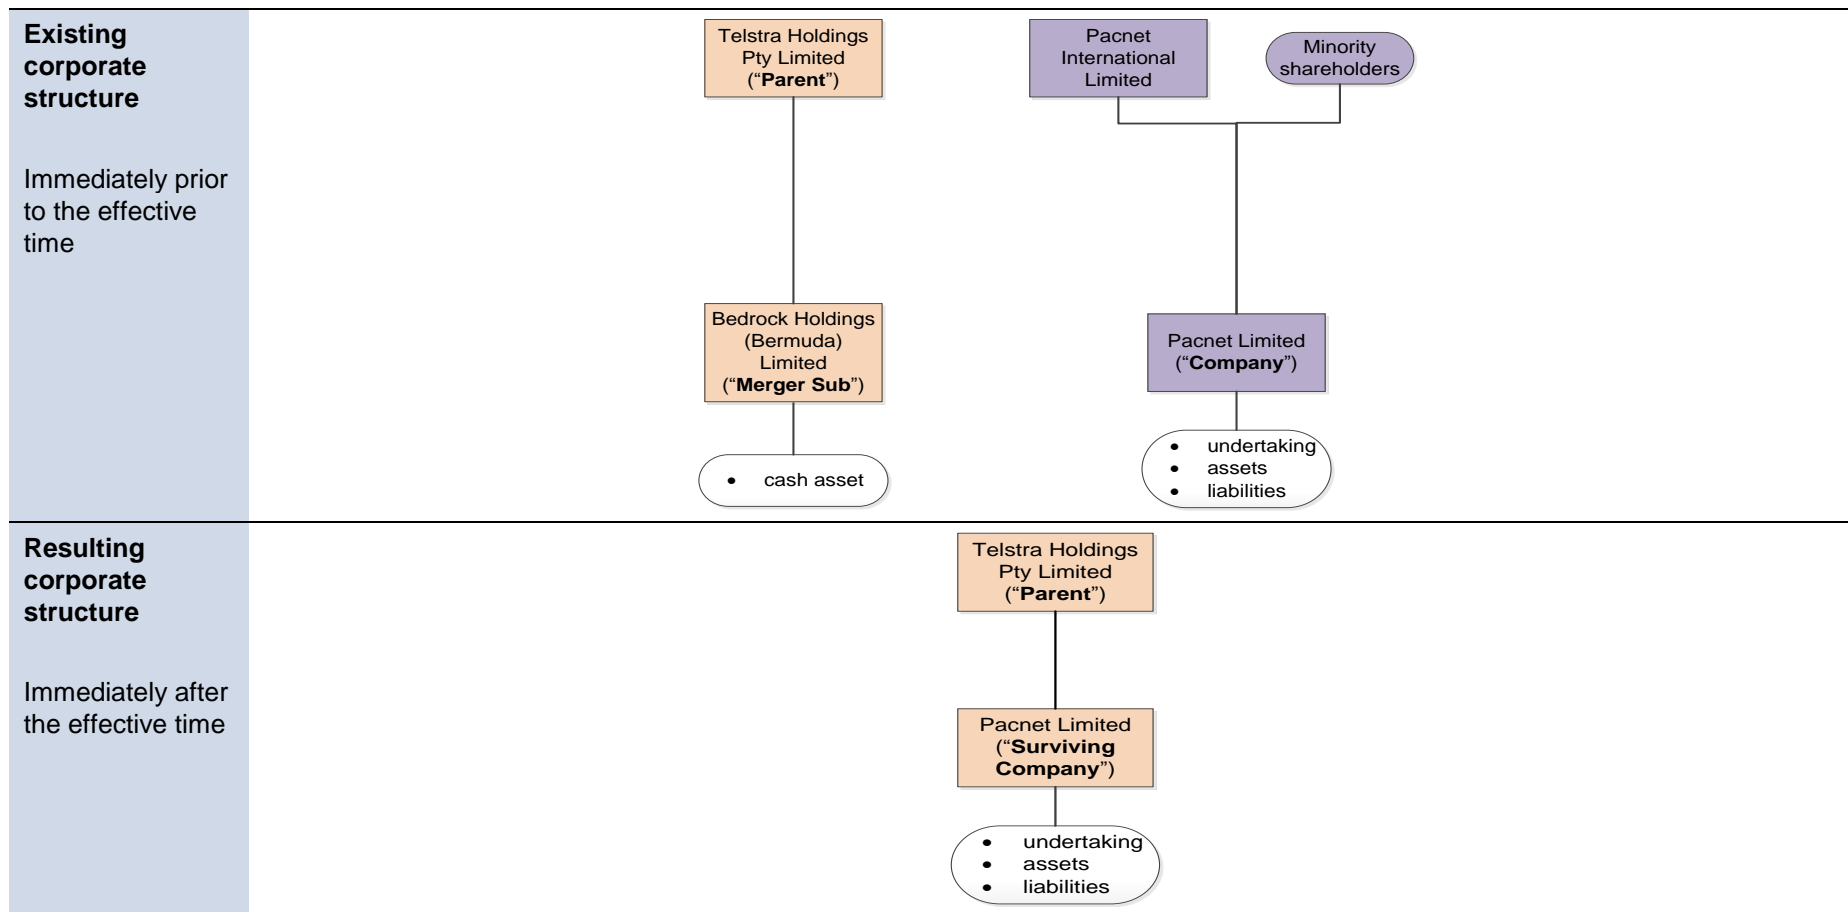 Existing
corporate
structure
Immediately prior
to the effective
time
Telstra Holdings
Pty Limited
(“Parent”)
Pacnet
International
Limited
Minority
shareholders
Bedrock Holdings
(Bermuda)
Limited
(“Merger Sub”)
Pacnet Limited
(“Company”)
• cash asset
• undertaking
• assets
• liabilities
Resulting
corporate
structure
Immediately after
the effective time
Telstra Holdings
Pty Limited
(“Parent”)
Pacnet Limited
(“Surviving
Company”)
• undertaking
• assets
• liabilities